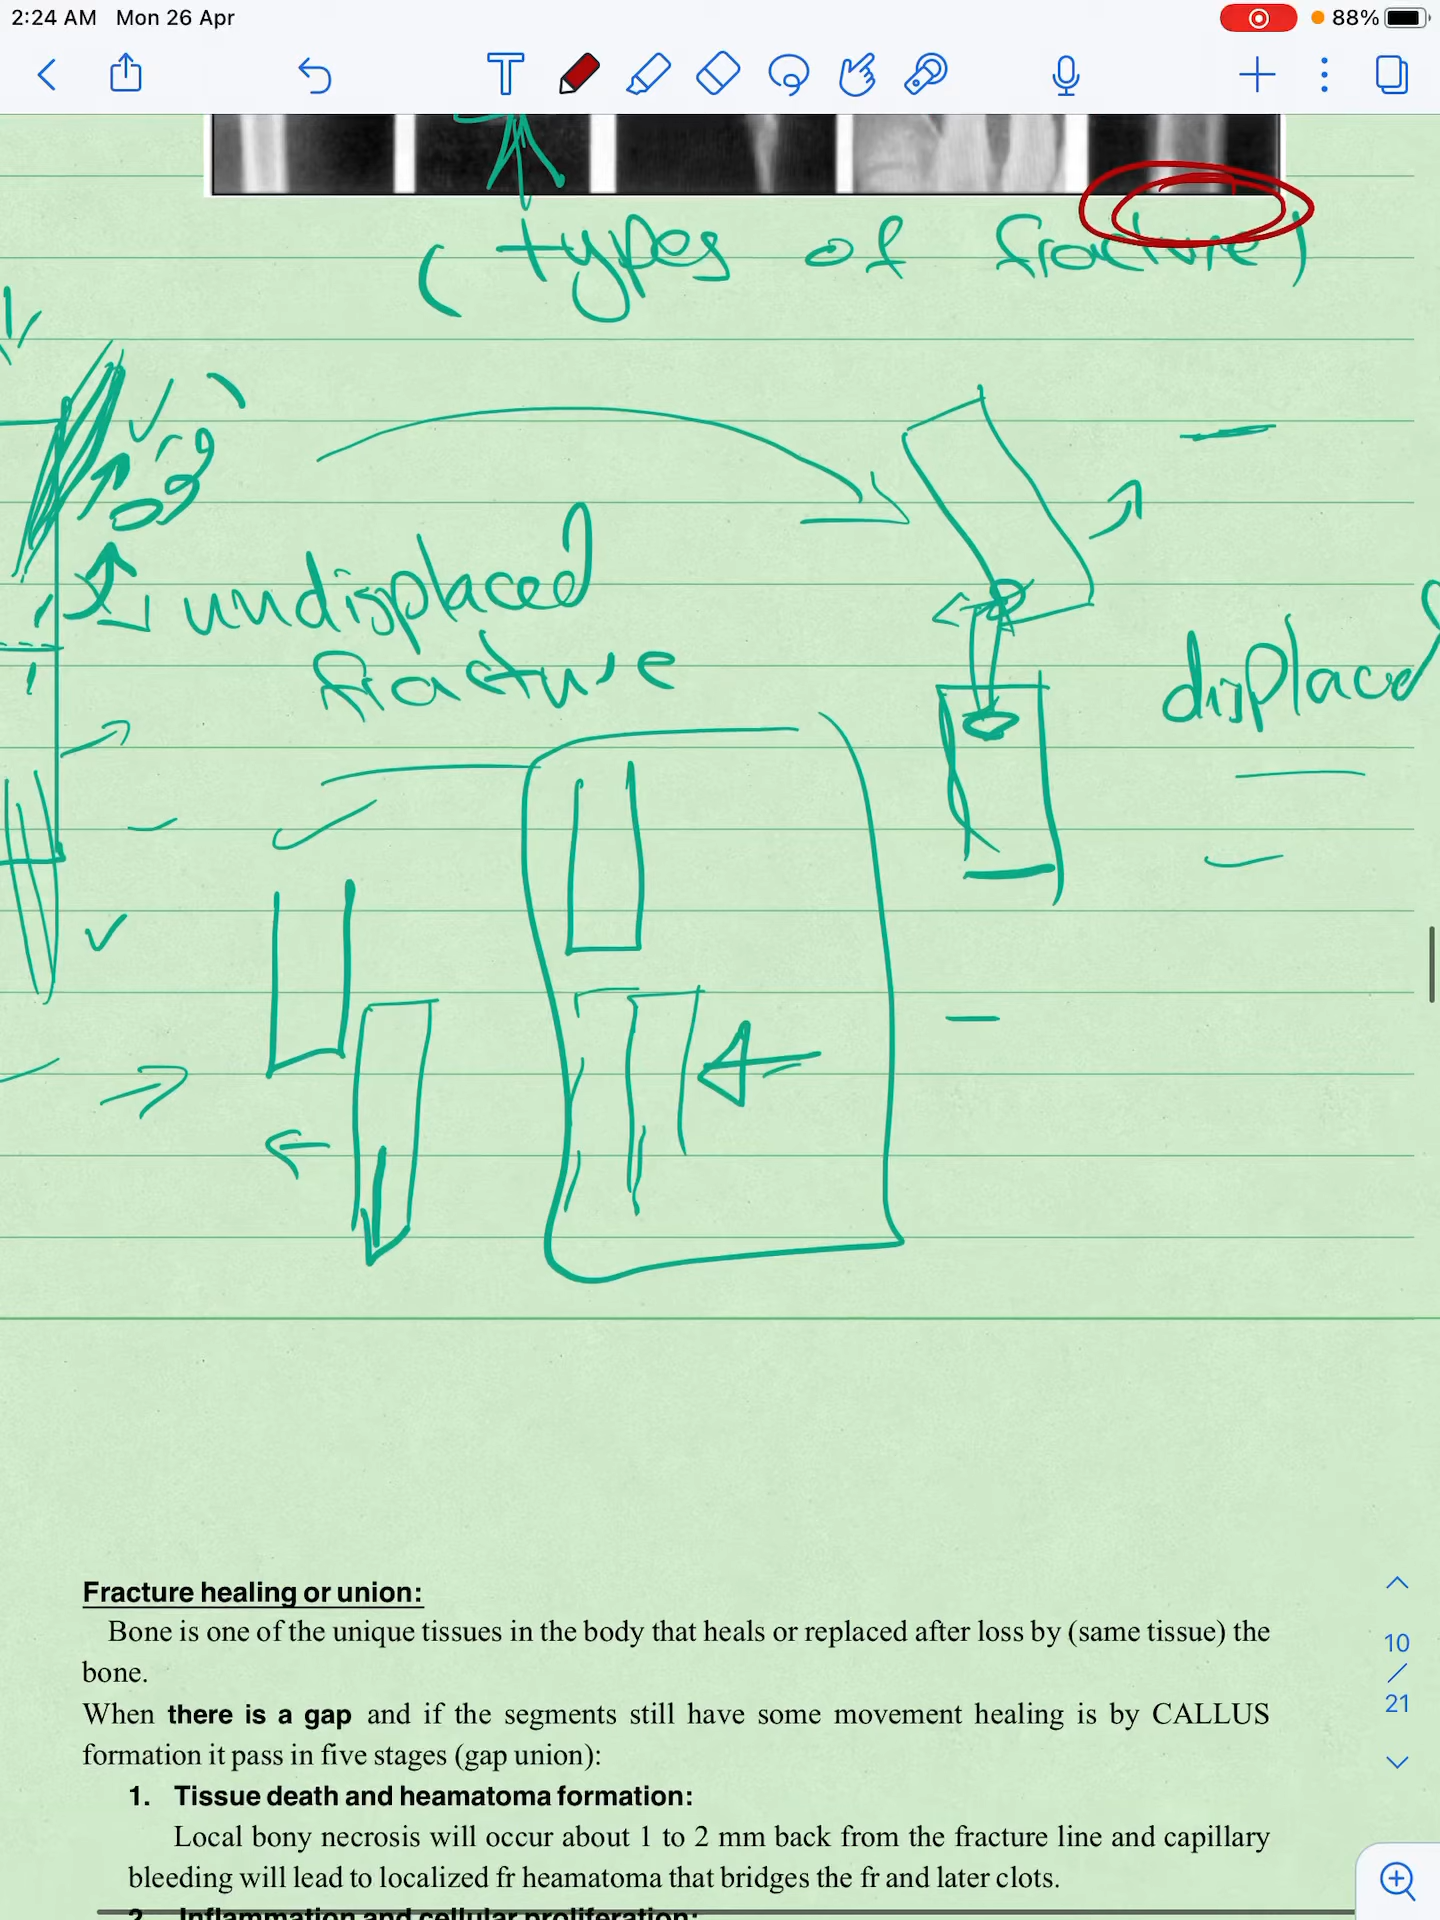 2:24 AM Mon 26 Apr
88%
(types of fracture)
undisplaced
fracture
displaced
Fracture healing or union:
Bone is one of the unique tissues in the body that heals or replaced after loss by (same tissue) the
bone.
When there is a gap and if the segments still have some movement healing is by CALLUS
formation it pass in five stages (gap union):
1. Tissue death and heamatoma formation:
Local bony necrosis will occur about 1 to 2 mm back from the fracture line and capillary
bleeding will lead to localized fr heamatoma that bridges the fr and later clots.
2. Inflammation and cellular proliferation:
10
/
21